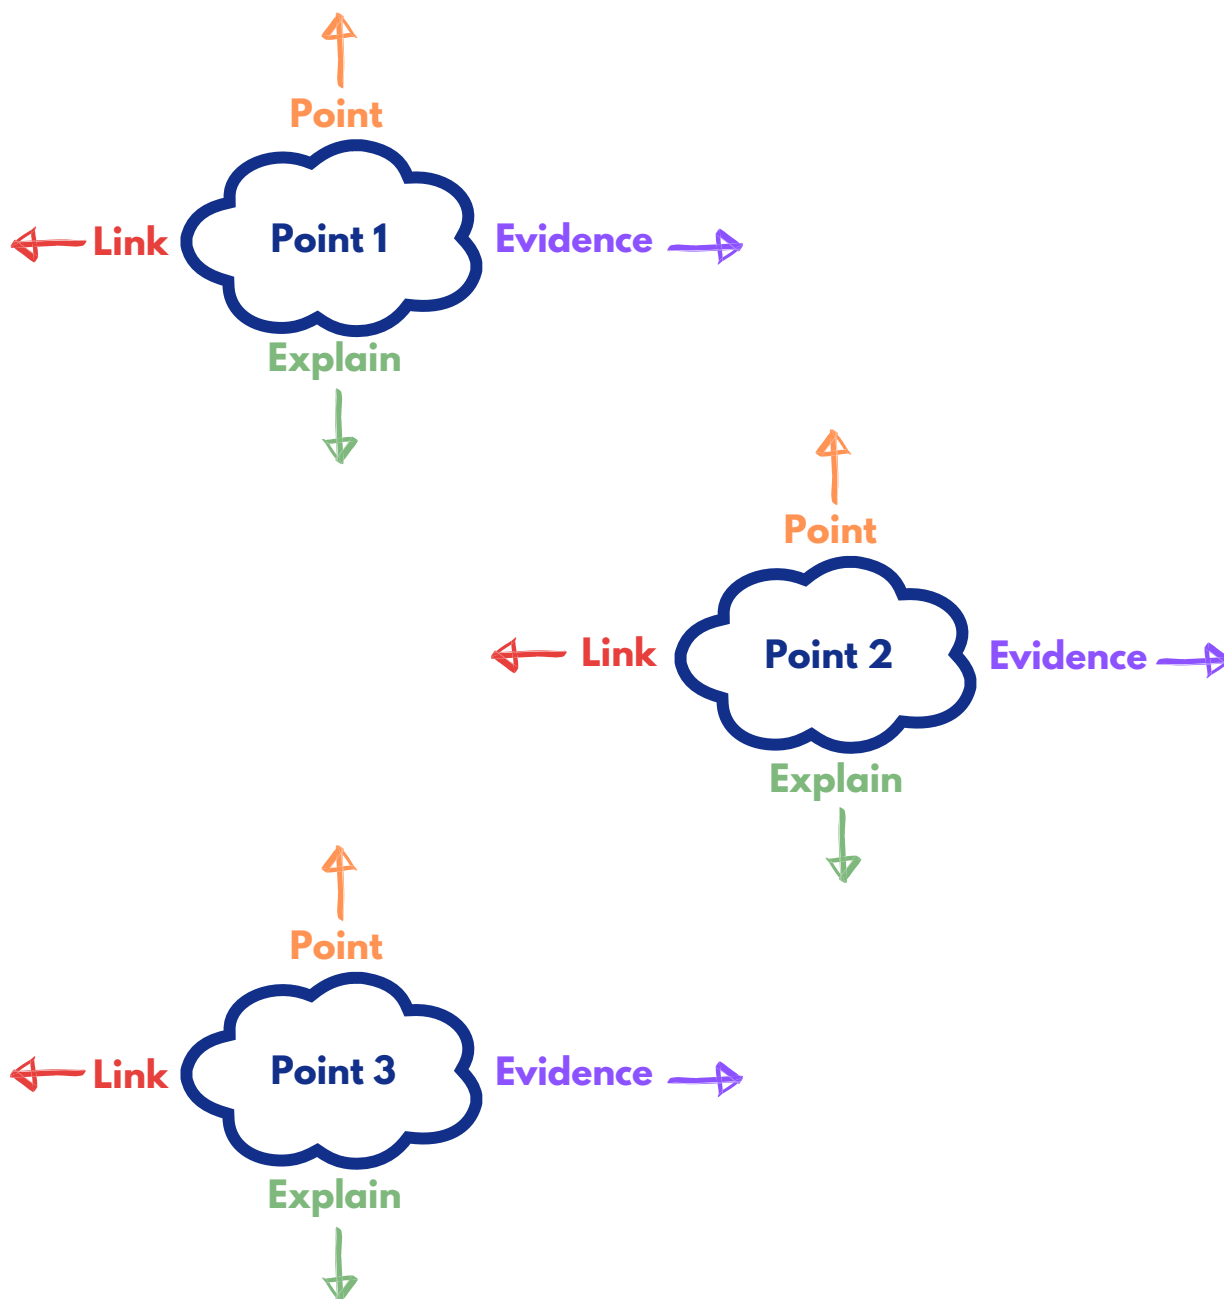 Point
Link
Point 1
Evidence
Explain
Point
Link
Point 2
Evidence
Explain
Point
Link
Point 3
Evidence
Explain